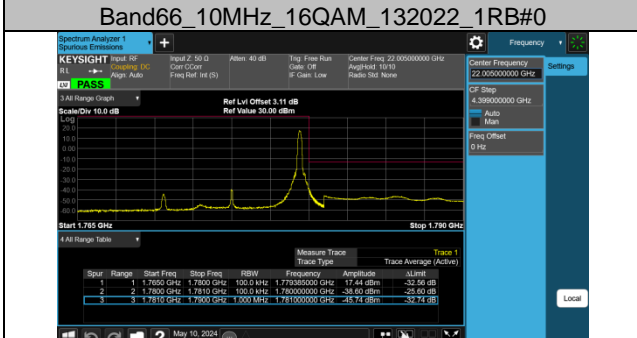 Band66_10MHz_16QAM_132022_1RB#0
Spectrum Analyzer 1
Spurious Emissions
Frequency
KEYSIGHT
RL
Input: RF
Coupling: DC
Align: Auto
Input Z: 50 Ω
Corr CCorr
Freq Ref: Int (S)
Atten: 40 dB
Trig: Free Run
Gate: Off
IF Gain: Low
Center Freq: 22.005000000 GHz
Avg|Hold: 10/10
Radio Std: None
PASS
Center Frequency
22.005000000 GHz
Settings
CF Step
4.399000000 GHz
Auto
Man
Freq Offset
0 Hz
Local
3 All Range Graph
Scale/Div 10.0 dB
Ref Lvl Offset 3.11 dB
Ref Value 30.00 dBm
Log
20.0
10.0
0.00
-10.0
-20.0
-30.0
-40.0
-50.0
-60.0
Start 1.765 GHz
Stop 1.790 GHz
4 All Range Table
Measure Trace Trace 1
Trace Type Trace Average (Active)
Spur Range Start Freq Stop Freq RBW Frequency Amplitude ΔLimit
1 1 1.7650 GHz 1.7800 GHz 100.0 kHz 1.779385000 GHz 17.44 dBm -32.56 dB
2 2 1.7800 GHz 1.7810 GHz 100.0 kHz 1.780000000 GHz -38.60 dBm -25.60 dB
3 3 1.7810 GHz 1.7900 GHz 1.000 MHz 1.781000000 GHz -45.74 dBm -32.74 dB
May 10, 2024